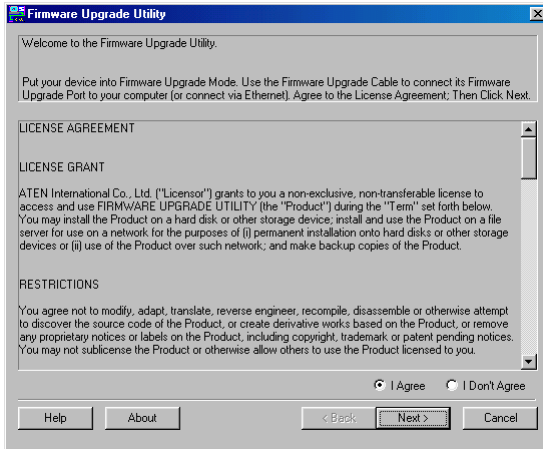 Firmware Upgrade Utility
Welcome to the Firmware Upgrade Utility.
Put your device into Firmware Upgrade Mode. Use the Firmware Upgrade Cable to connect its Firmware
Upgrade Port to your computer (or connect via Ethernet). Agree to the License Agreement; Then Click Next.
LICENSE AGREEMENT
LICENSE GRANT
ATEN International Co., Ltd. ("Licensor") grants to you a non-exclusive, non-transferable license to
access and use FIRMWARE UPGRADE UTILITY (the "Product") during the "Term" set forth below.
You may install the Product on a hard disk or other storage device; install and use the Product on a file
server for use on a network for the purposes of (i) permanent installation onto hard disks or other storage
devices or (ii) use of the Product over such network; and make backup copies of the Product.
RESTRICTIONS
You agree not to modify, adapt, translate, reverse engineer, recompile, disassemble or otherwise attempt
to discover the source code of the Product, or create derivative works based on the Product, or remove
any proprietary notices or labels on the Product, including copyright, trademark or patent pending notices.
You may not sublicense the Product or otherwise allow others to use the Product licensed to you.
I Agree I Don't Agree
Help About < Back Next > Cancel